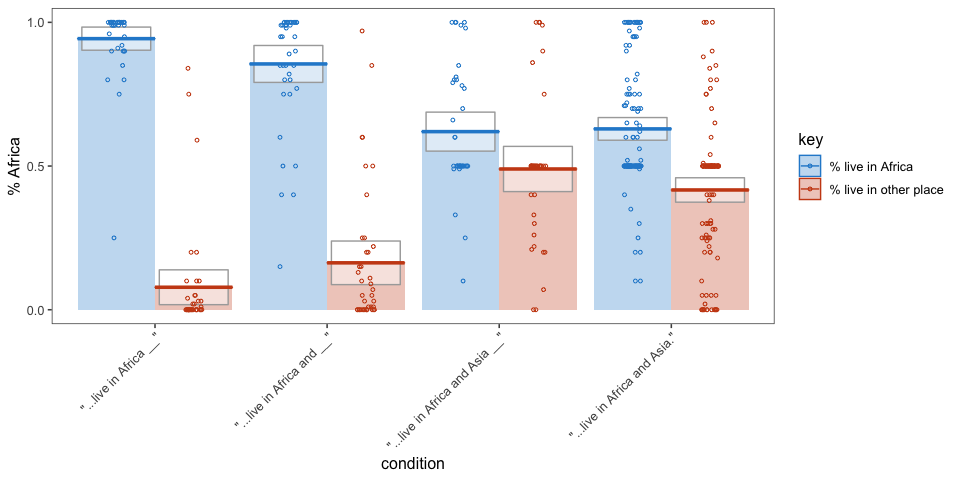 1.0
0.5
0.0
% Africa
"...live in Africa __"
"...live in Africa and __"
"...live in Africa and Asia __"
"...live in Africa and Asia."
condition
key
% live in Africa
% live in other place